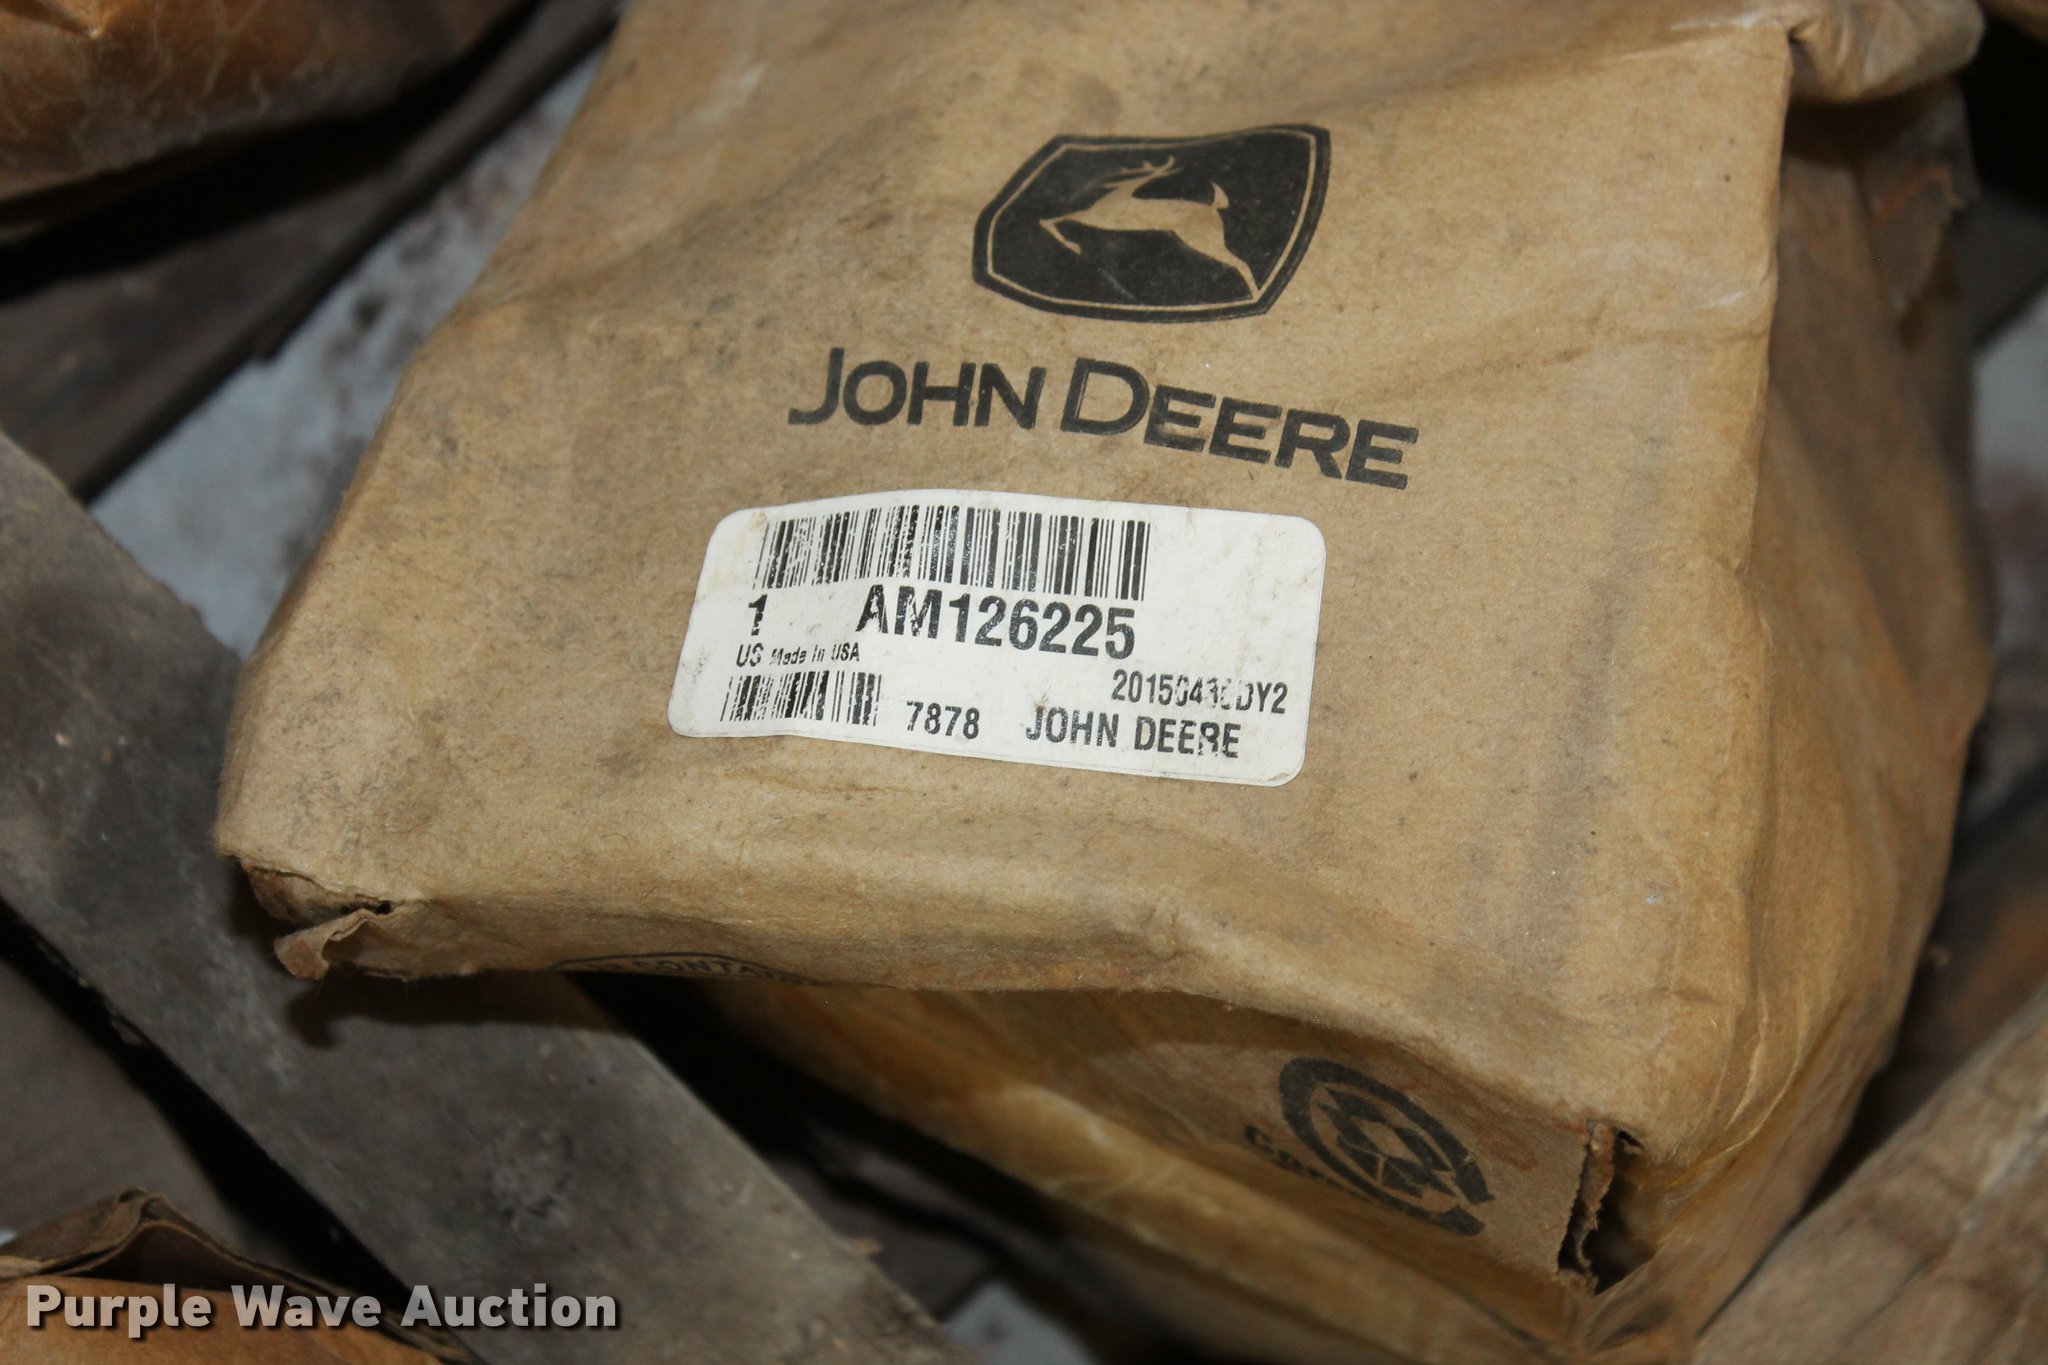 JOHN DEERE
1 AM126225
US Made In USA
7878 JOHN DEERE
Purple Wave Auction